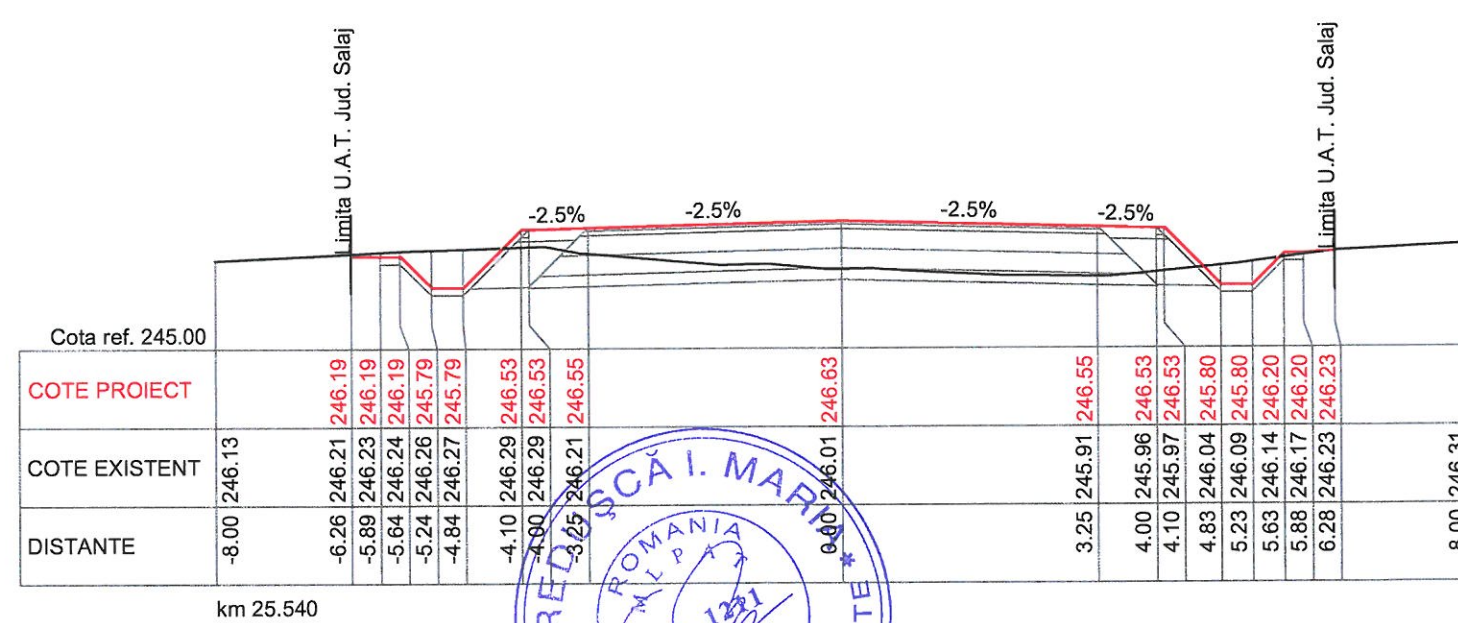 Limita U.A.T. Jud. Salaj
Limita U.A.T. Jud. Salaj
-2.5% -2.5% -2.5% -2.5%
Cota ref. 245.00
COTE PROIECT 246.19 246.19 246.19 245.79 245.79 246.53 246.53 246.55 246.63 246.55 246.53 246.53 245.80 245.80 246.20 246.20 246.23
COTE EXISTENT 246.13 246.21 246.23 246.24 246.26 246.27 246.29 246.29 246.21 246.01 245.91 245.96 245.97 246.04 246.09 246.14 246.17 246.23 246.31
DISTANTE -8.00 -6.26 -5.89 -5.64 -5.24 -4.84 -4.10 -4.00 -3.25 0.00 3.25 4.00 4.10 4.83 5.23 5.63 5.88 6.28 8.00
km 25.540
REDUȘCĂ I. MARIA *
ROMANIA
M L P A T
1271